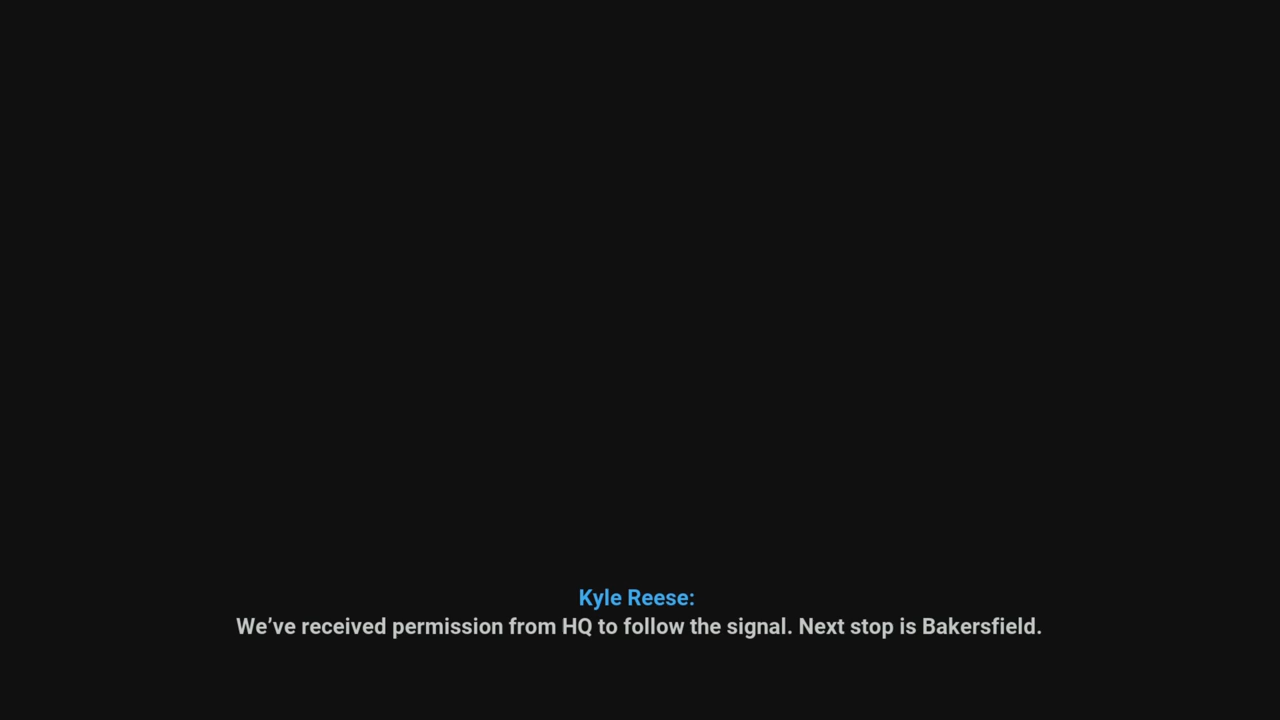 Kyle Reese:
We’ve received permission from HQ to follow the signal. Next stop is Bakersfield.